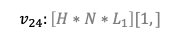 v₂₄: [H * N * L₁][1,]